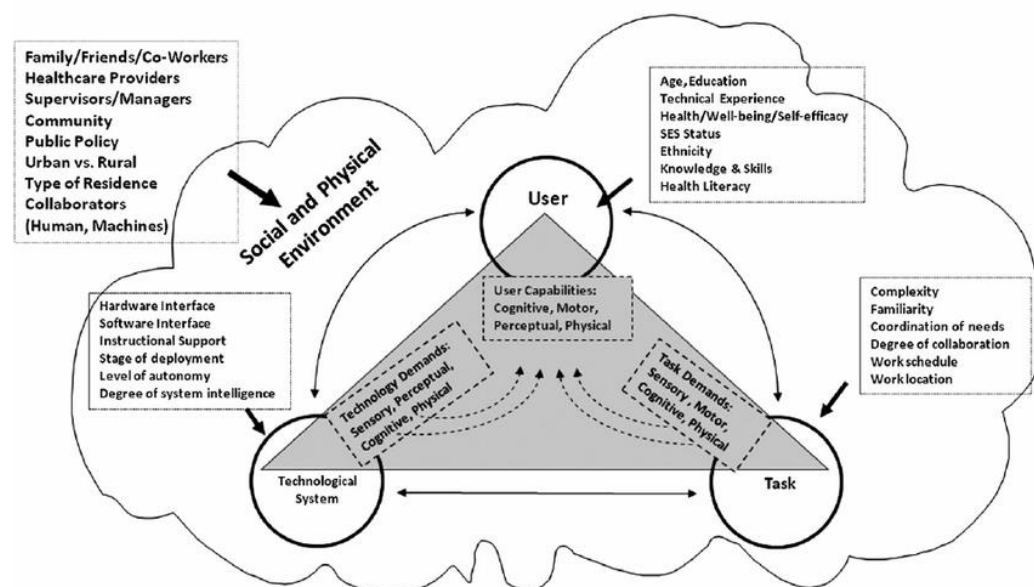 Family/Friends/Co-Workers
Healthcare Providers
Supervisors/Managers
Community
Public Policy
Urban vs. Rural
Type of Residence
Collaborators
(Human, Machines)
Social and Physical
Environment
Age, Education
Technical Experience
Health/Well-being/Self-efficacy
SES Status
Ethnicity
Knowledge & Skills
Health Literacy
User
User Capabilities:
Cognitive, Motor,
Perceptual, Physical
Hardware Interface
Software Interface
Instructional Support
Stage of deployment
Level of autonomy
Degree of system intelligence
Technology Demands:
Sensory, Perceptual,
Cognitive, Physical
Task Demands:
Sensory, Motor,
Cognitive, Physical
Complexity
Familiarity
Coordination of needs
Degree of collaboration
Work schedule
Work location
Technological
System
Task